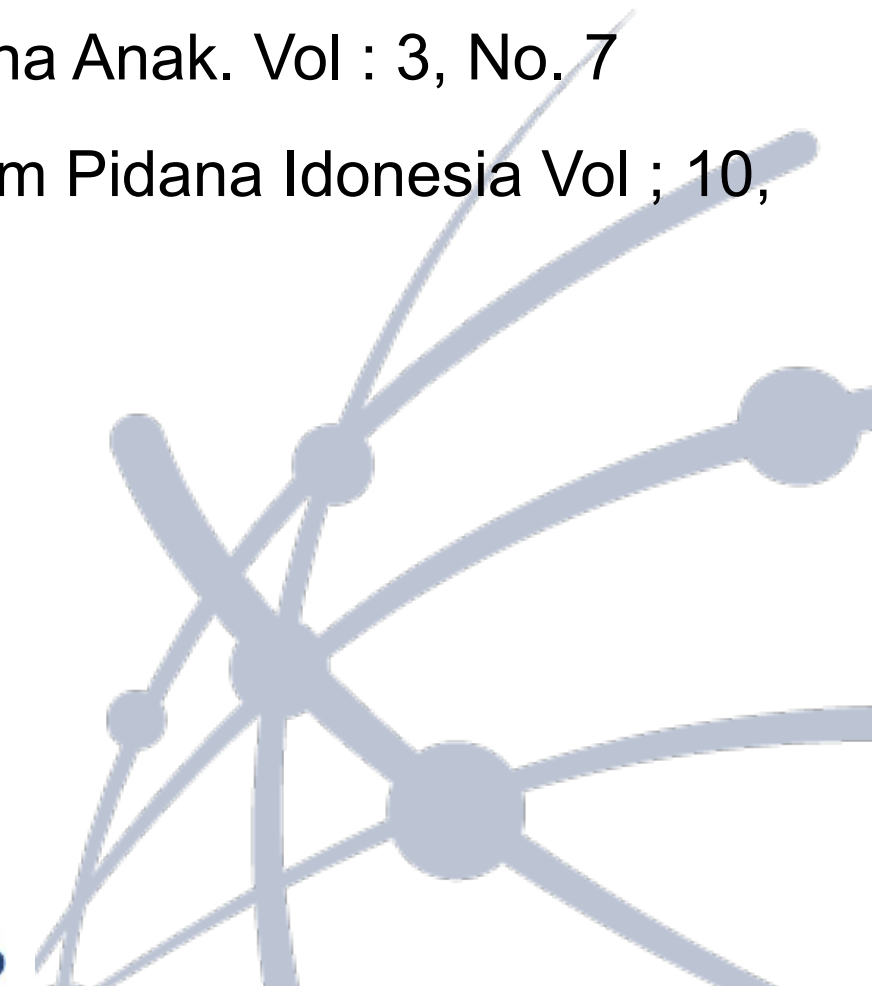 na Anak. Vol : 3, No. 7
m Pidana Idonesia Vol ; 10,